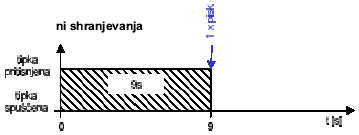 ni shranjevanja
1 x pisk
tipka
pritisnjena
9s
tipka
spuščena
0
9
t [s]